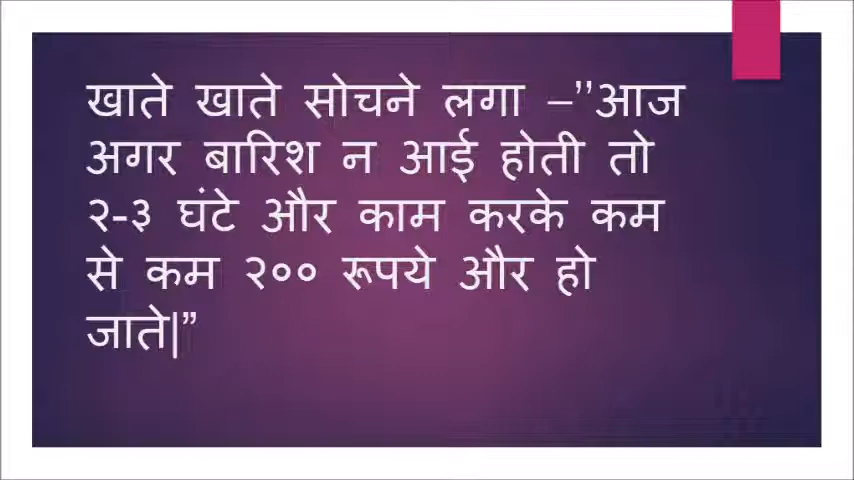 खाते खाते सोचने लगा –’’आज
अगर बारिश न आई होती तो
२-३ घंटे और काम करके कम
से कम २०० रूपये और हो
जाते|”